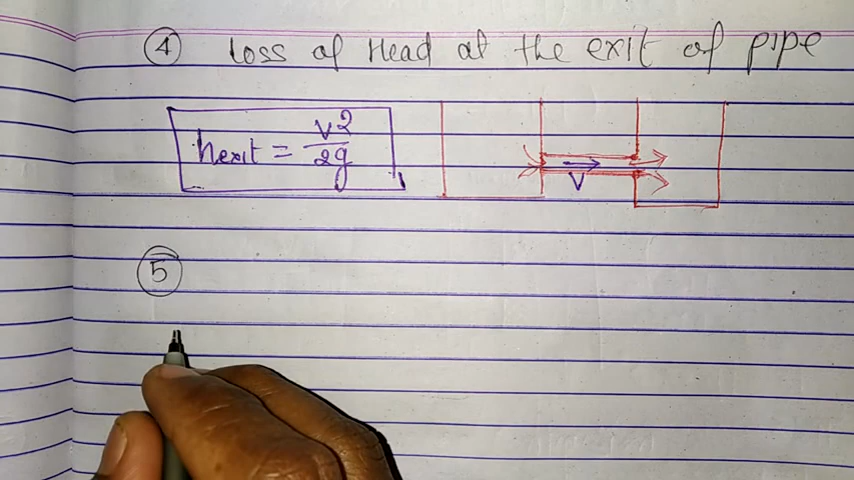 ④ Loss of Head at the exit of pipe
hexit = V²/2g
V
⑤